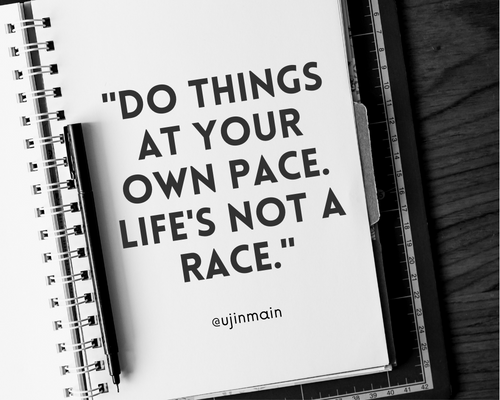 "DO THINGS
AT YOUR
OWN PACE.
LIFE'S NOT A
RACE."
@ujinmain